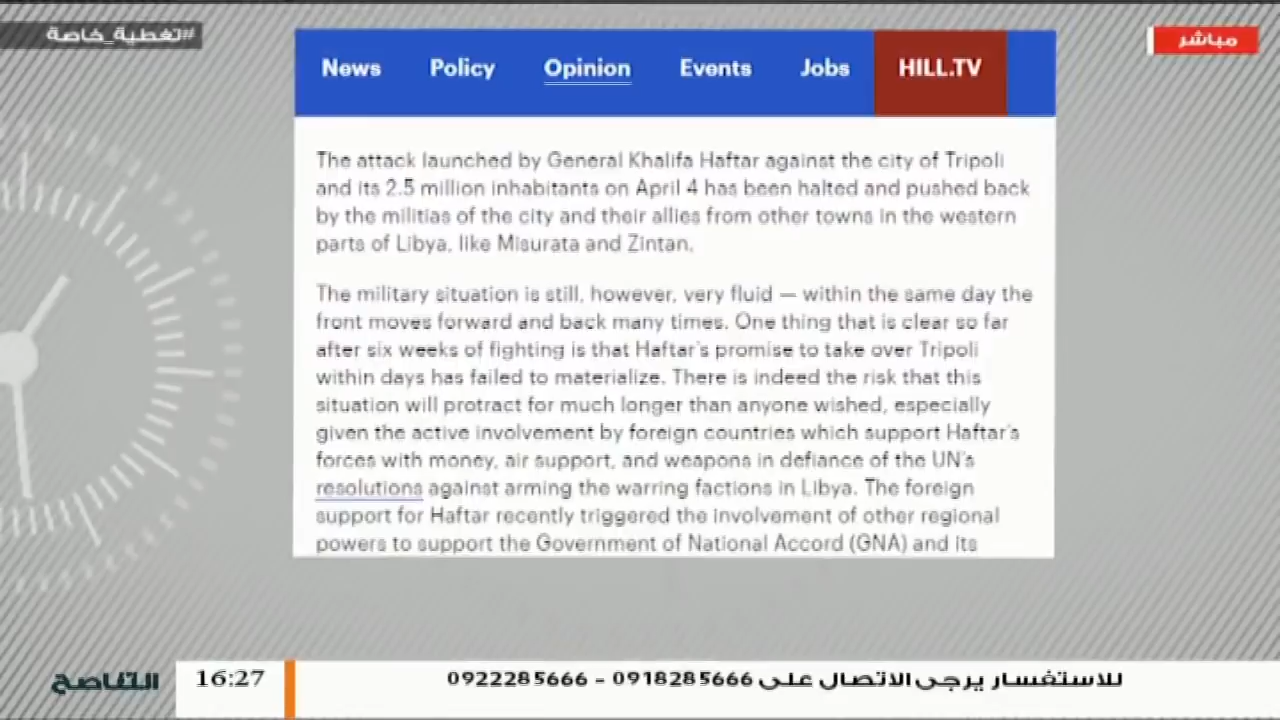 #تغطية_خاصة
مباشر
News Policy Opinion Events Jobs HILL.TV
The attack launched by General Khalifa Haftar against the city of Tripoli
and its 2.5 million inhabitants on April 4 has been halted and pushed back
by the militias of the city and their allies from other towns in the western
parts of Libya, like Misurata and Zintan.
The military situation is still, however, very fluid — within the same day the
front moves forward and back many times. One thing that is clear so far
after six weeks of fighting is that Haftar's promise to take over Tripoli
within days has failed to materialize. There is indeed the risk that this
situation will protract for much longer than anyone wished, especially
given the active involvement by foreign countries which support Haftar's
forces with money, air support, and weapons in defiance of the UN's
resolutions against arming the warring factions in Libya. The foreign
support for Haftar recently triggered the involvement of other regional
powers to support the Government of National Accord (GNA) and its
للاستفسار يرجى الاتصال على 0918285666 - 0922285666
16:27
التناصح